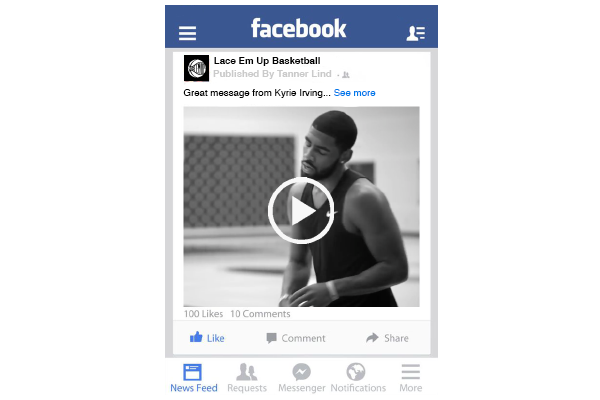 facebook
Lace Em Up Basketball
Published By Tanner Lind
Great message from Kyrie Irving... See more
100 Likes 10 Comments
Like Comment Share
News Feed Requests Messenger Notifications More